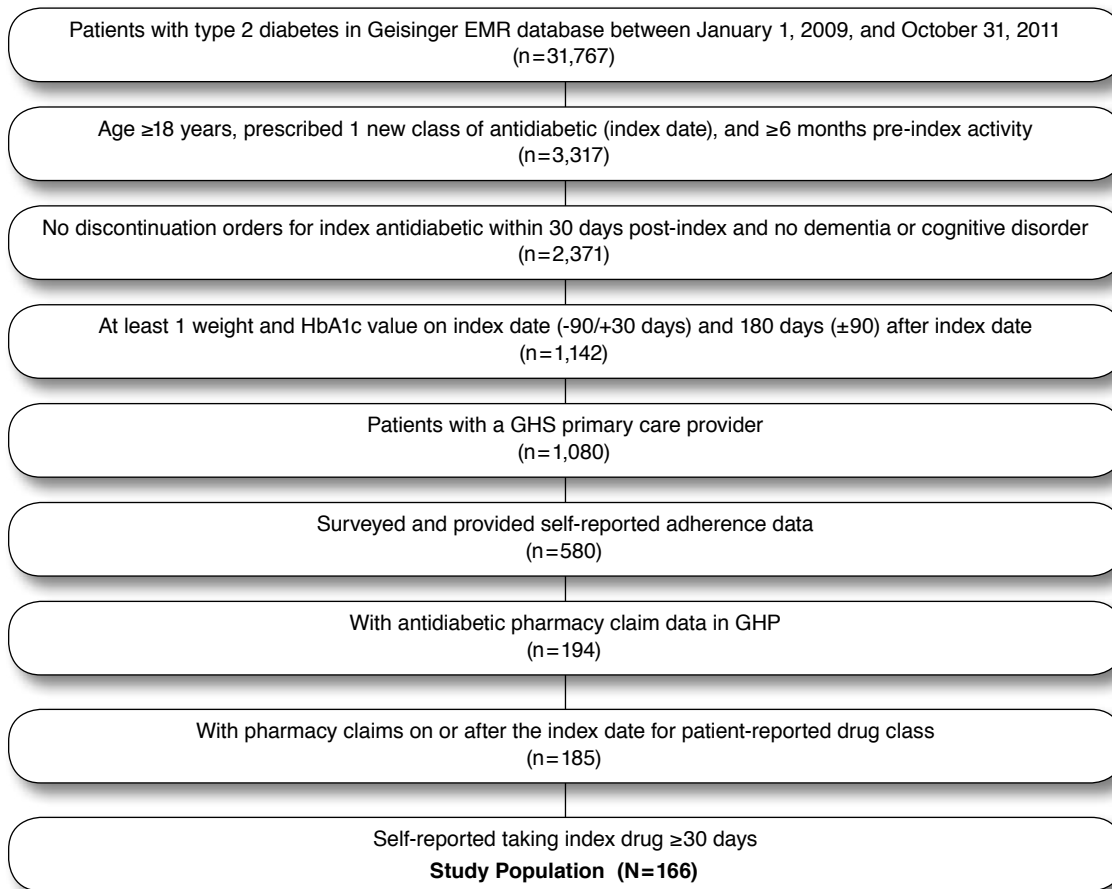 Patients with type 2 diabetes in Geisinger EMR database between January 1, 2009, and October 31, 2011
(n=31,767)
Age ≥18 years, prescribed 1 new class of antidiabetic (index date), and ≥6 months pre-index activity
(n=3,317)
No discontinuation orders for index antidiabetic within 30 days post-index and no dementia or cognitive disorder
(n=2,371)
At least 1 weight and HbA1c value on index date (-90/+30 days) and 180 days (±90) after index date
(n=1,142)
Patients with a GHS primary care provider
(n=1,080)
Surveyed and provided self-reported adherence data
(n=580)
With antidiabetic pharmacy claim data in GHP
(n=194)
With pharmacy claims on or after the index date for patient-reported drug class
(n=185)
Self-reported taking index drug ≥30 days
Study Population (N=166)